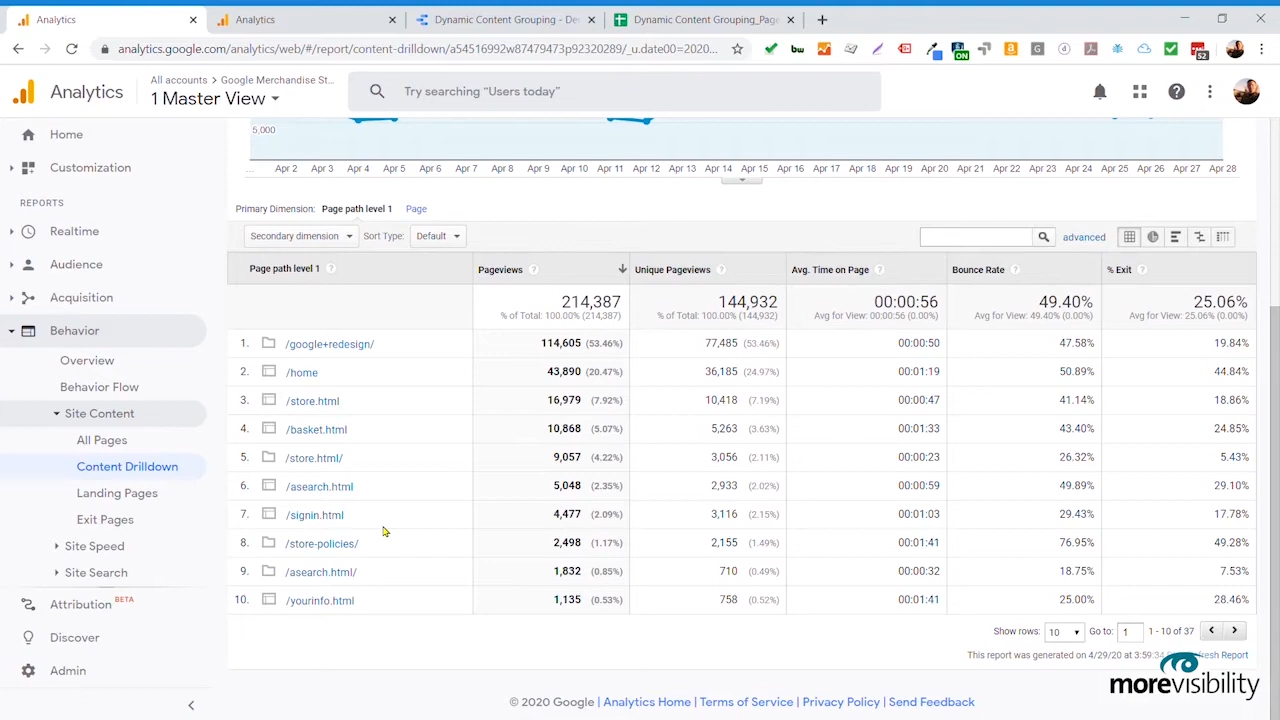 Analytics
Analytics
Dynamic Content Grouping - De
Dynamic Content Grouping_Page
analytics.google.com/analytics/web/#/report/content-drilldown/a54516992w87479473p92320289/_u.date00=2020...
bw
ON
52
Analytics
All accounts > Google Merchandise St...
1 Master View
Try searching “Users today”
Home
Customization
REPORTS
Realtime
Audience
Acquisition
Behavior
Overview
Behavior Flow
Site Content
All Pages
Content Drilldown
Landing Pages
Exit Pages
Site Speed
Site Search
Attribution BETA
Discover
Admin
5,000
... Apr 2 Apr 3 Apr 4 Apr 5 Apr 6 Apr 7 Apr 8 Apr 9 Apr 10 Apr 11 Apr 12 Apr 13 Apr 14 Apr 15 Apr 16 Apr 17 Apr 18 Apr 19 Apr 20 Apr 21 Apr 22 Apr 23 Apr 24 Apr 25 Apr 26 Apr 27 Apr 28
Primary Dimension: Page path level 1 Page
Secondary dimension Sort Type: Default advanced
Page path level 1 Pageviews Unique Pageviews Avg. Time on Page Bounce Rate % Exit
214,387 144,932 00:00:56 49.40% 25.06%
% of Total: 100.00% (214,387) % of Total: 100.00% (144,932) Avg for View: 00:00:56 (0.00%) Avg for View: 49.40% (0.00%) Avg for View: 25.06% (0.00%)
1. /google+redesign/ 114,605 (53.46%) 77,485 (53.46%) 00:00:50 47.58% 19.84%
2. /home 43,890 (20.47%) 36,185 (24.97%) 00:01:19 50.89% 44.84%
3. /store.html 16,979 (7.92%) 10,418 (7.19%) 00:00:47 41.14% 18.86%
4. /basket.html 10,868 (5.07%) 5,263 (3.63%) 00:01:33 43.40% 24.85%
5. /store.html/ 9,057 (4.22%) 3,056 (2.11%) 00:00:23 26.32% 5.43%
6. /asearch.html 5,048 (2.35%) 2,933 (2.02%) 00:00:59 49.89% 29.10%
7. /signin.html 4,477 (2.09%) 3,116 (2.15%) 00:01:03 29.43% 17.78%
8. /store-policies/ 2,498 (1.17%) 2,155 (1.49%) 00:01:41 76.95% 49.28%
9. /asearch.html/ 1,832 (0.85%) 710 (0.49%) 00:00:32 18.75% 7.53%
10. /yourinfo.html 1,135 (0.53%) 758 (0.52%) 00:01:41 25.00% 28.46%
Show rows: 10 Go to: 1 1 - 10 of 37
This report was generated on 4/29/20 at 3:59:34 Report
morevisibility
© 2020 Google | Analytics Home | Terms of Service | Privacy Policy | Send Feedback